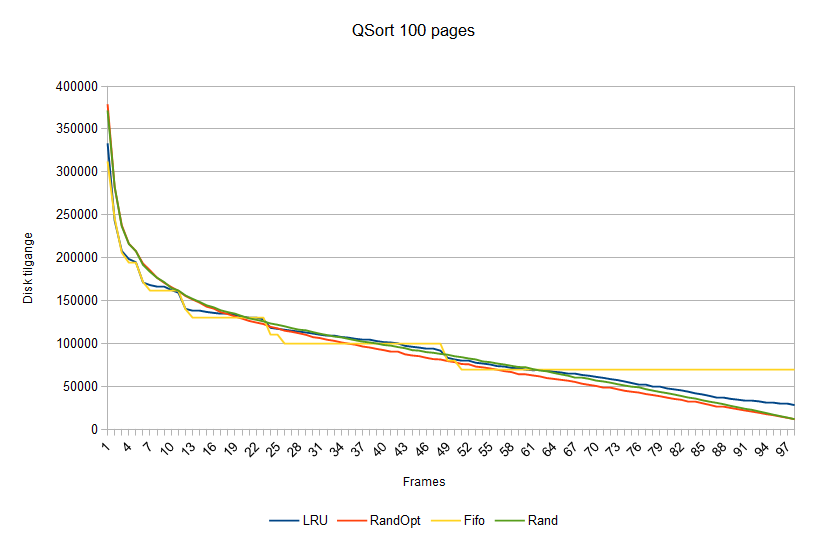 QSort 100 pages
400000
350000
300000
250000
200000
150000
100000
50000
0
Disk tilgange
1 4 7 10 13 16 19 22 25 28 31 34 37 40 43 46 49 52 55 58 61 64 67 70 73 76 79 82 85 88 91 94 97
Frames
LRU RandOpt Fifo Rand